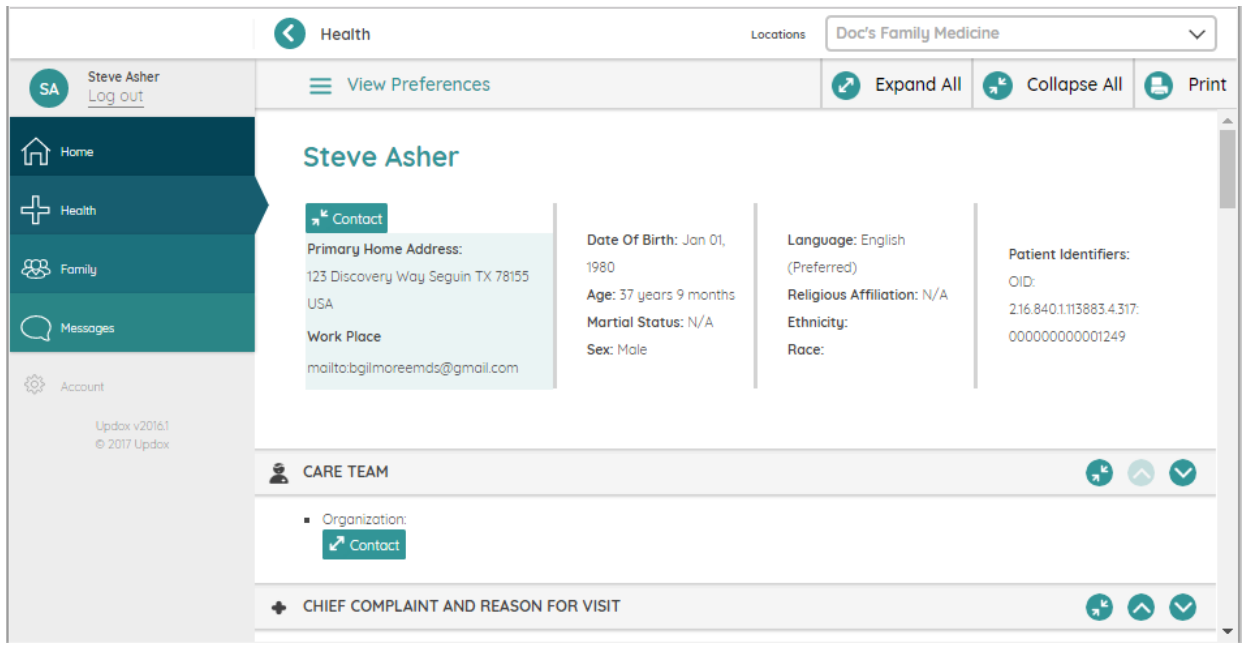 Health
Locations
Doc's Family Medicine
SA
Steve Asher
Log out
View Preferences
Expand All
Collapse All
Print
Home
Health
Family
Messages
Account
Updox v2016.1
© 2017 Updox
Steve Asher
Contact
Primary Home Address:
123 Discovery Way Seguin TX 78155
USA
Work Place
mailto:bgilmoreemds@gmail.com
Date Of Birth: Jan 01,
1980
Age: 37 years 9 months
Martial Status: N/A
Sex: Male
Language: English
(Preferred)
Religious Affiliation: N/A
Ethnicity:
Race:
Patient Identifiers:
OID:
2.16.840.1.113883.4.317:
000000000001249
CARE TEAM
Organization:
Contact
CHIEF COMPLAINT AND REASON FOR VISIT